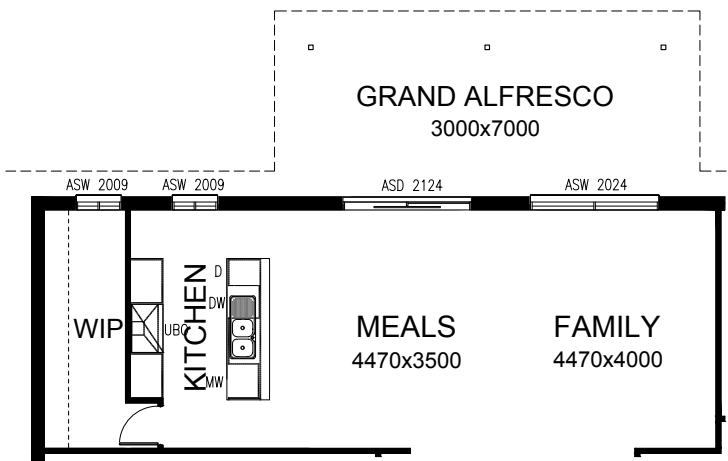 GRAND ALFRESCO
3000x7000
ASW 2009
ASW 2009
ASD 2124
ASW 2024
WIP
UBO
KITCHEN
D
DW
MW
MEALS
4470x3500
FAMILY
4470x4000